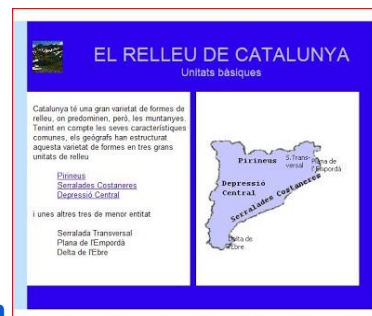 EL RELLEU DE CATALUNYA
Unitats bàsiques
Catalunya té una gran varietat de formes de
relleu, on predominen, però, les muntanyes.
Tenint en compte les seves característiques
comunes, els geògrafs han estructurat
aquesta varietat de formes en tres grans
unitats de relleu
Pirineus
Serralades Costaneres
Depressió Central
i unes altres tres de menor entitat
Serralada Transversal
Plana de l'Empordà
Delta de l'Ebre
Pirineus
S.Trans-
versal
Plana de
l'Empordà
Depressió
Central
Serralades Costaneres
Delta de
l'Ebre